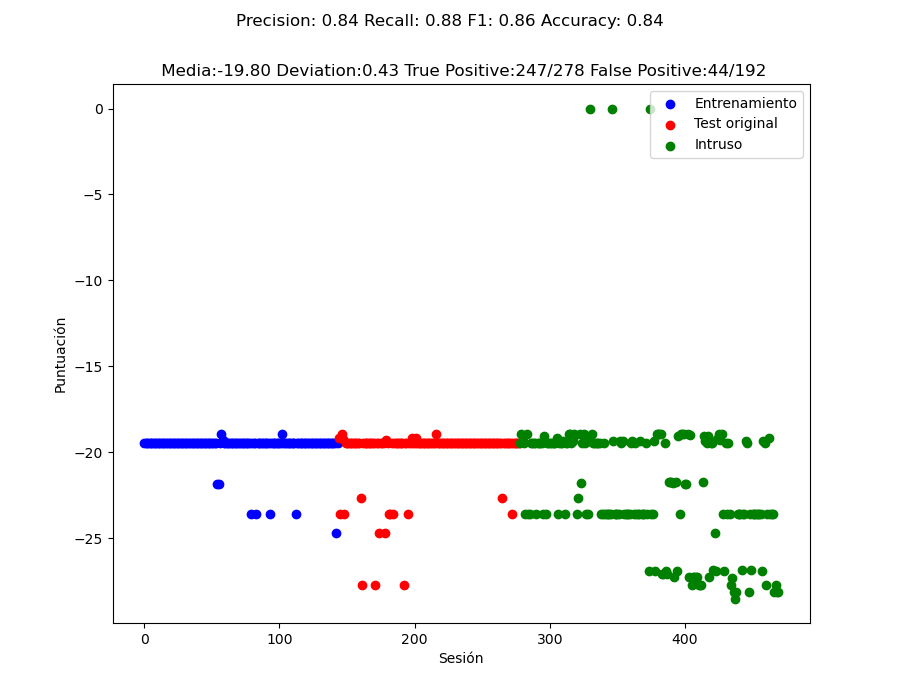 Precision: 0.84 Recall: 0.88 F1: 0.86 Accuracy: 0.84
Media:-19.80 Deviation:0.43 True Positive:247/278 False Positive:44/192
Entrenamiento
Test original
Intruso
0
−5
−10
−15
−20
−25
Puntuación
0
100
200
300
400
Sesión